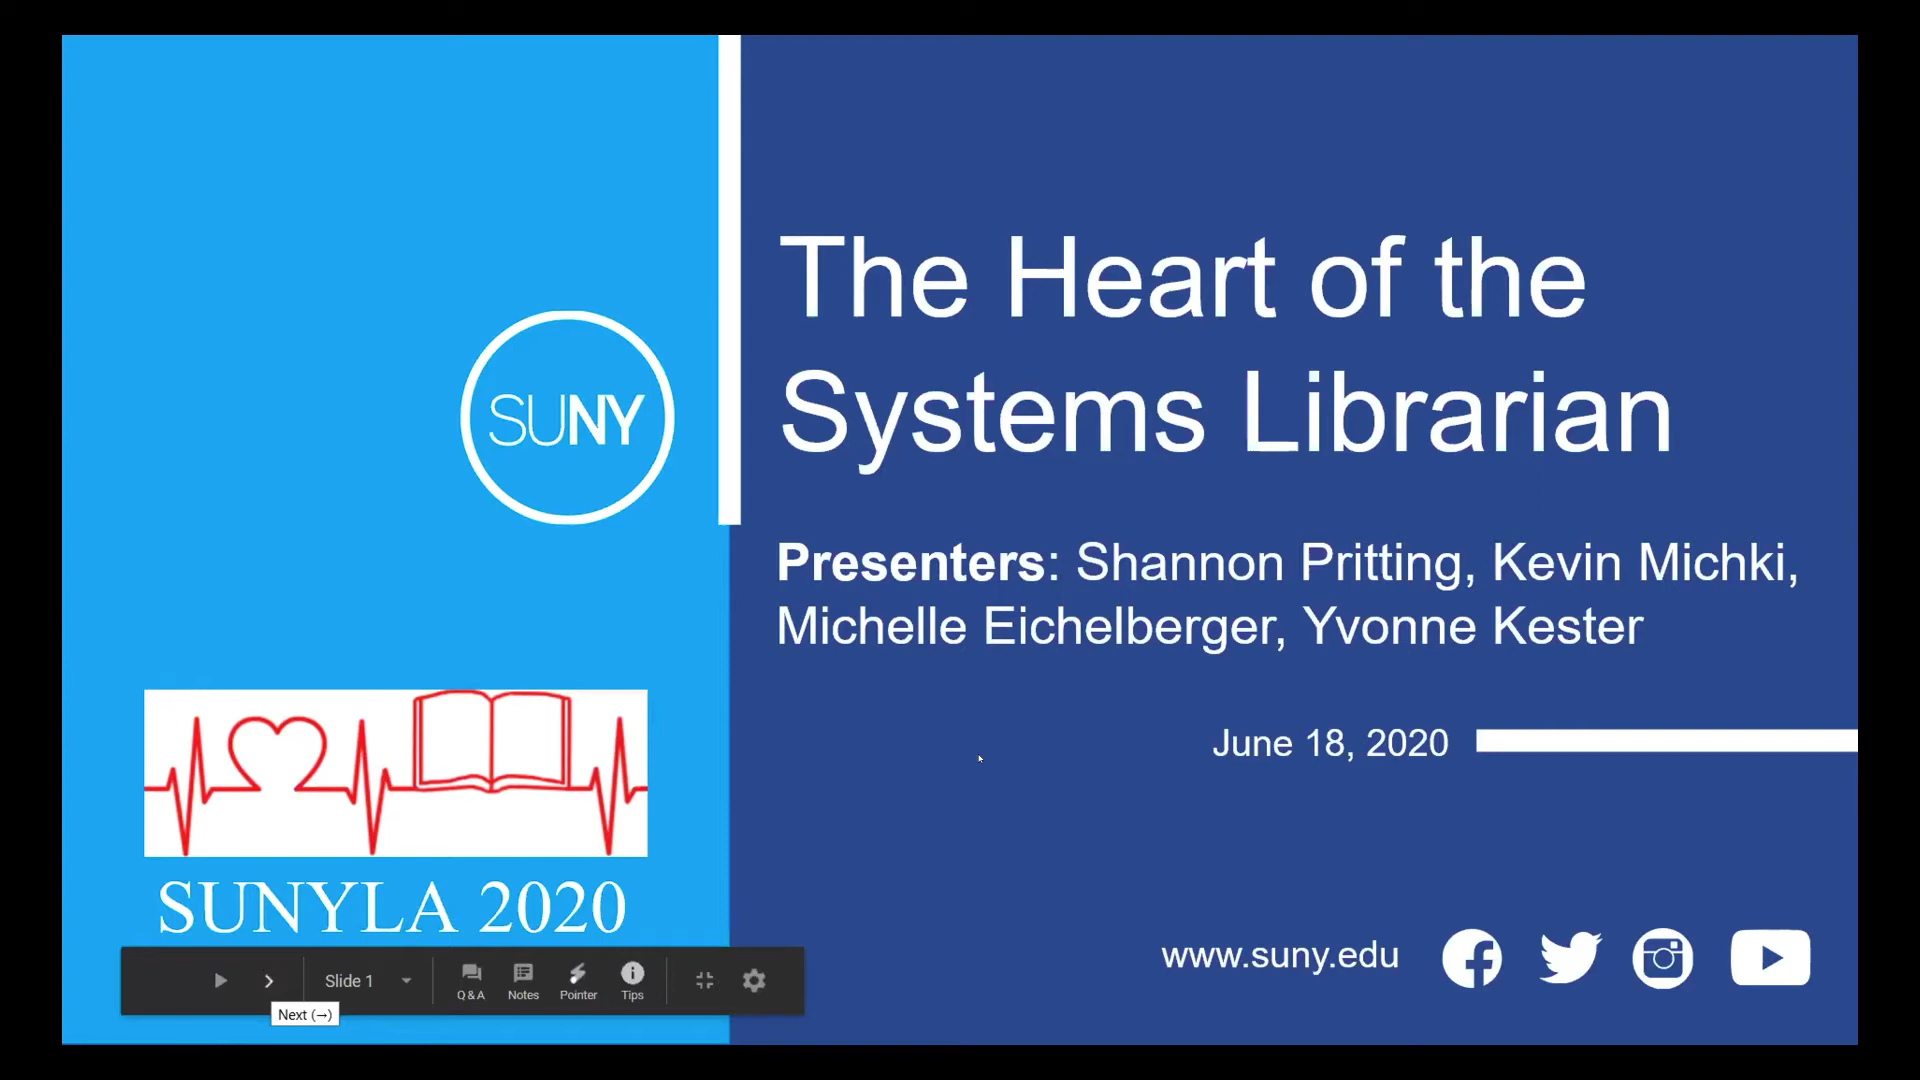 The Heart of the
Systems Librarian
SUNY
Presenters: Shannon Pritting, Kevin Michki,
Michelle Eichelberger, Yvonne Kester
June 18, 2020
SUNYLA 2020
www.suny.edu
Slide 1
Q&A
Notes
Pointer
Tips
Next (→)